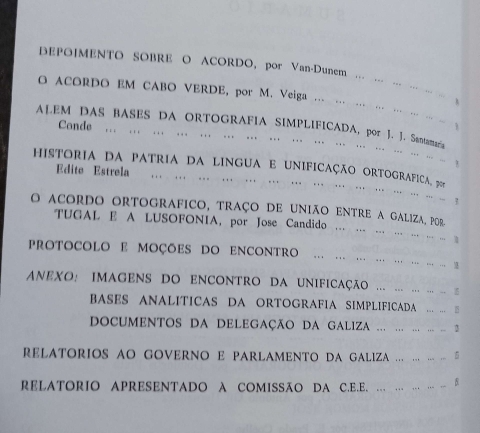 DEPOIMENTO SOBRE O ACORDO, por Van-Dunem ... ... ... ... ...
O ACORDO EM CABO VERDE, por M. Veiga ... ... ... ... ... ... ...
ALEM DAS BASES DA ORTOGRAFIA SIMPLIFICADA, por J. J. Santamaria
Conde ... ... ... ... ... ... ... ... ... ... ... ... ... ... ...
HISTORIA DA PATRIA DA LINGUA E UNIFICAÇÃO ORTOGRAFICA, por
Edite Estrela ... ... ... ... ... ... ... ... ... ... ... ... ...
O ACORDO ORTOGRAFICO, TRAÇO DE UNIÃO ENTRE A GALIZA, POR-
TUGAL E A LUSOFONIA, por Jose Candido ... ... ... ... ... ...
PROTOCOLO E MOÇÕES DO ENCONTRO ... ... ... ... ... ... ...
ANEXO: IMAGENS DO ENCONTRO DA UNIFICAÇÃO ... ... ... ...
BASES ANALITICAS DA ORTOGRAFIA SIMPLIFICADA ... ...
DOCUMENTOS DA DELEGAÇÃO DA GALIZA ... ... ... ...
RELATORIOS AO GOVERNO E PARLAMENTO DA GALIZA ... ... ...
RELATORIO APRESENTADO A COMISSÃO DA C.E.E. ... ... ... ...